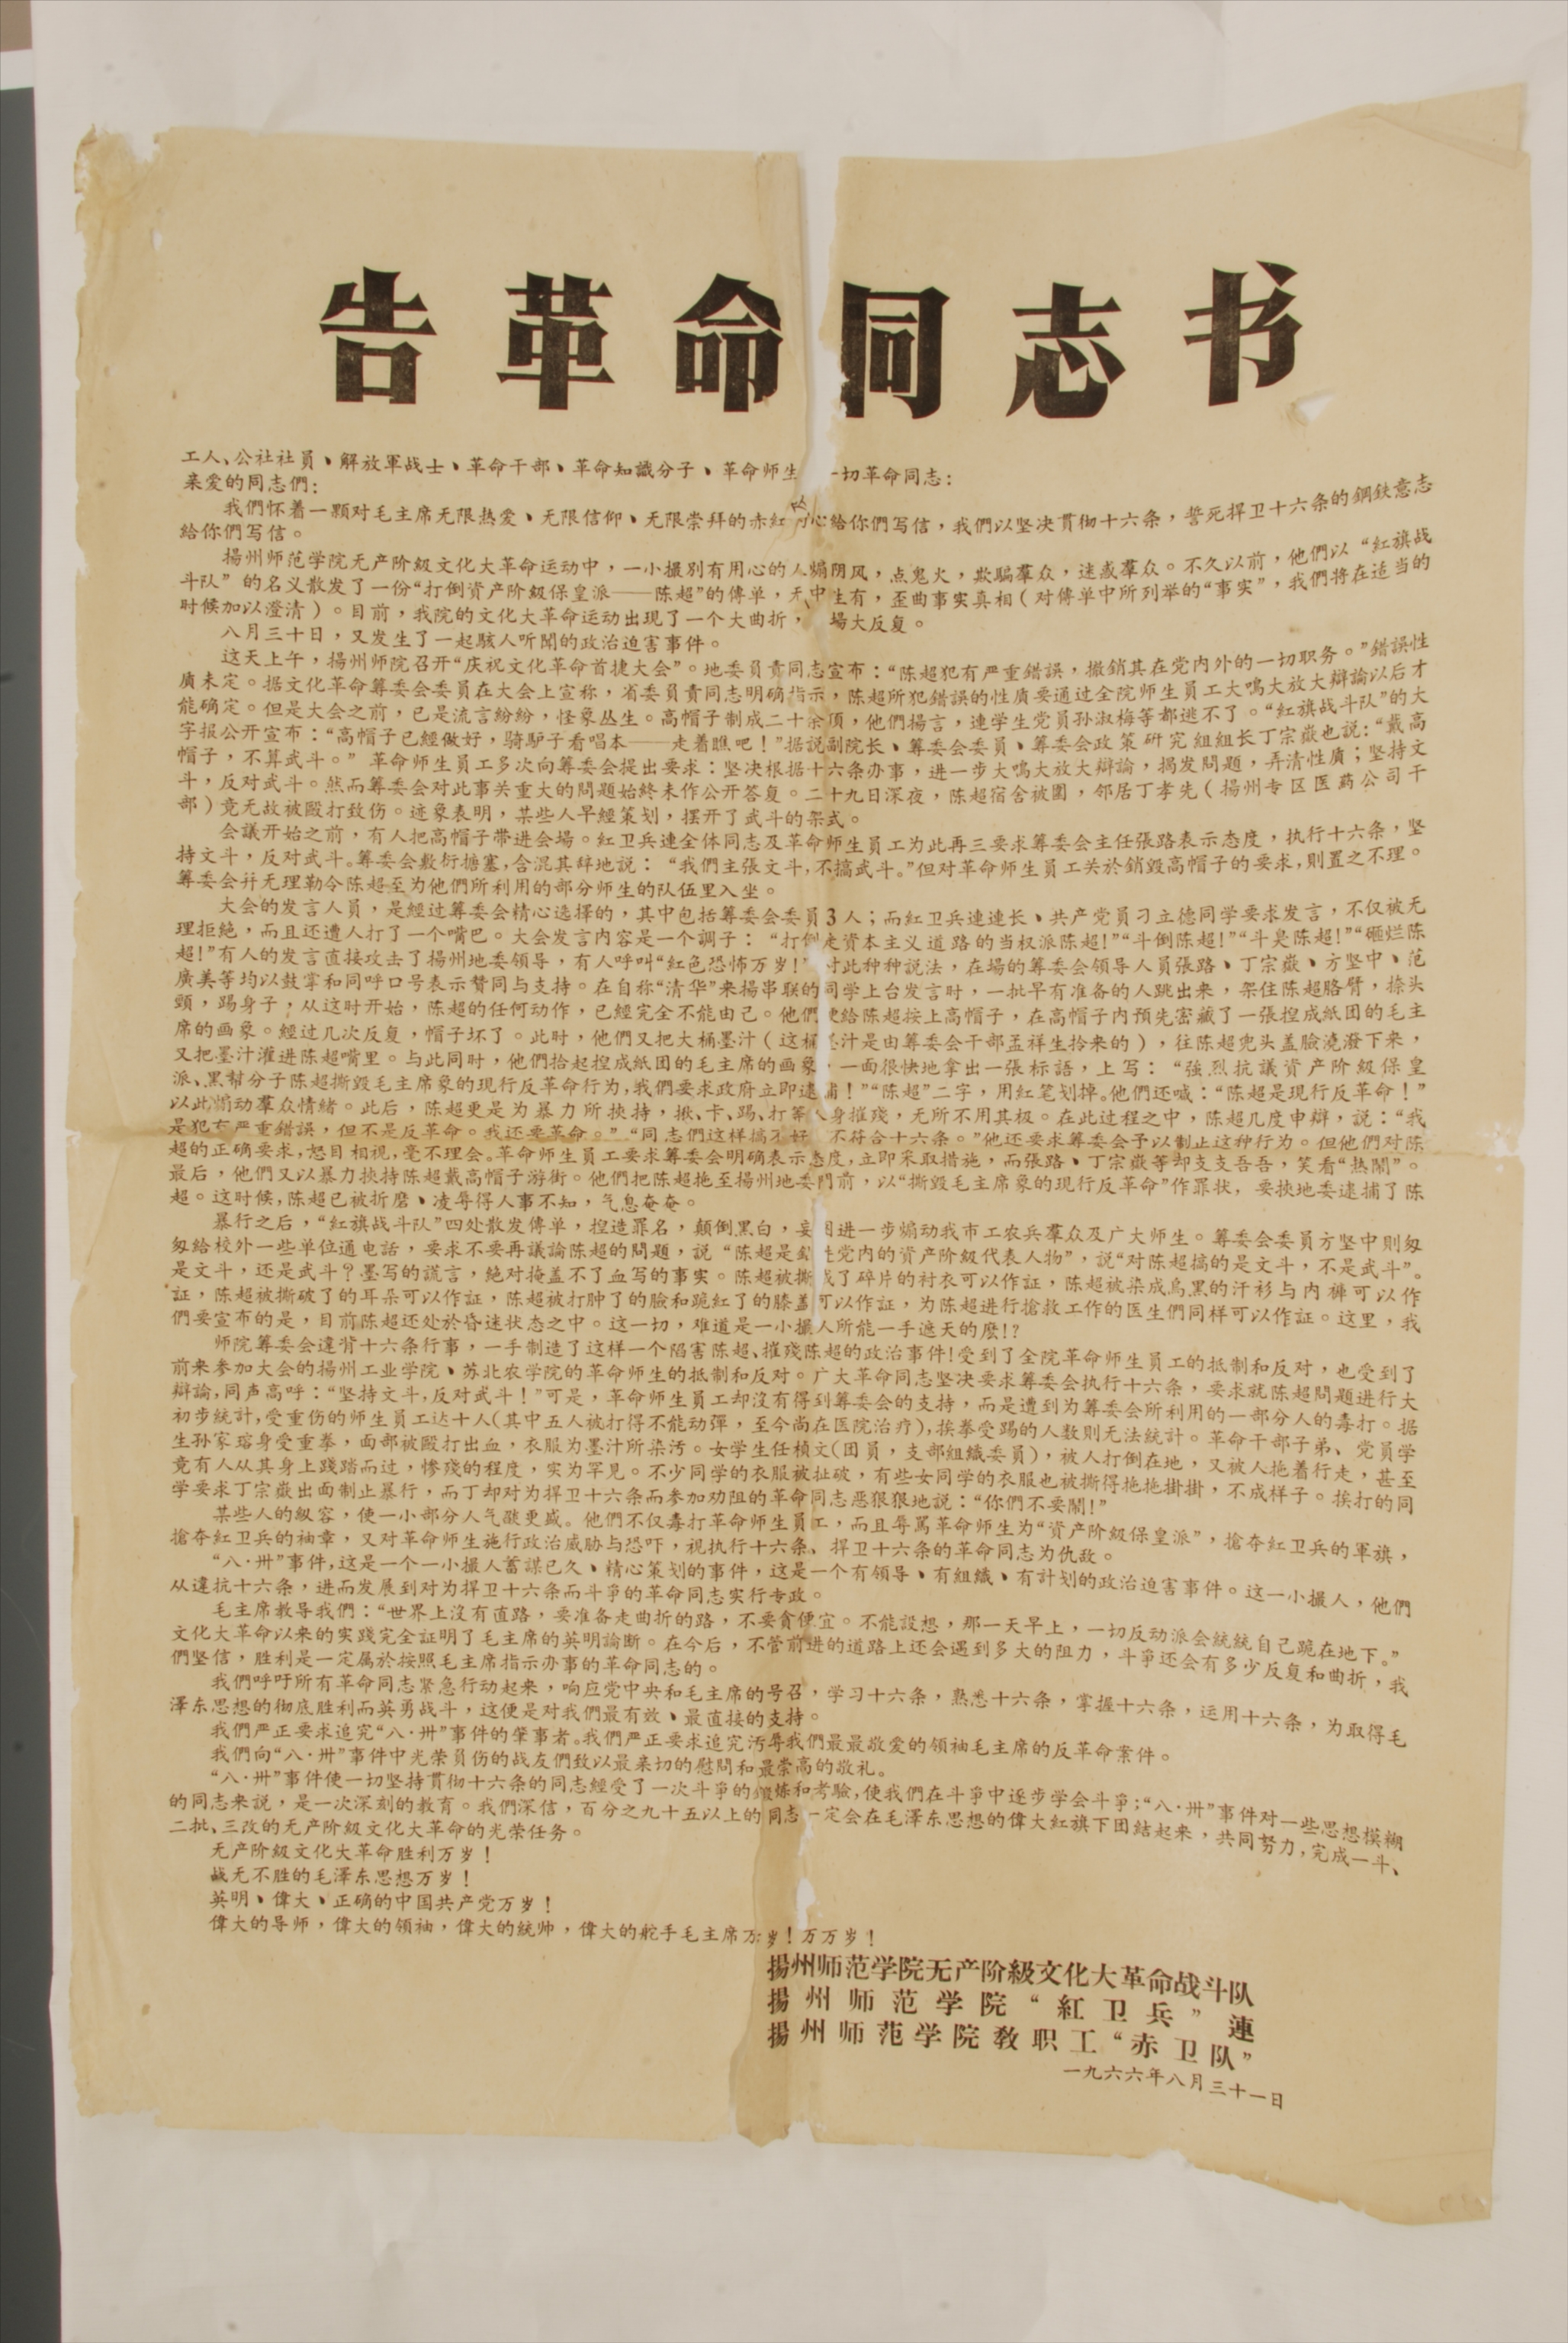 告革命同志书
工人、公社社員、解放軍战士、革命干部、革命知識分子、革命师生 一切革命同志：
亲爱的同志們：
我們怀着一顆对毛主席无限热爱、无限信仰、无限崇拜的赤紅 心給你們写信，我們以坚决貫彻十六条，誓死捍卫十六条的鋼鉄意志
給你們写信。
揚州师范学院无产阶級文化大革命运动中，一小撮别有用心的人煽阴风，点鬼火，欺騙羣众，迷惑羣众。不久以前，他們以“紅旗战
斗队”的名义散发了一份“打倒資产阶級保皇派——陈超”的傳单，无中生有，歪曲事实真相（对傳单中所列举的“事实”，我們将在适当的
时候加以澄清）。目前，我院的文化大革命运动出現了一个大曲折， 場大反复。
八月三十日，又发生了一起駭人听聞的政治迫害事件。
这天上午，揚州师院召开“庆祝文化革命首捷大会”。地委員責同志宣布：“陈超犯有严重錯誤，撤銷其在党内外的一切职务。”錯誤性
质未定。据文化革命筹委会委員在大会上宣称，省委員責同志明确指示，陈超所犯錯誤的性质要通过全院师生員工大鳴大放大辯論以后才
能确定。但是大会之前，已是流言紛紛，怪象丛生。高帽子制成二十余頂，他們揚言，連学生党員孙淑梅等都逃不了。“紅旗战斗队”的大
字报公开宣布：“高帽子已經做好，騎驴子看唱本——走着瞧吧！”据説副院长、筹委会委員、筹委会政策研究組組长丁宗嶽也説：“戴高
帽子，不算武斗。”革命师生員工多次向筹委会提出要求：坚决根据十六条办事，进一步大鳴大放大辯論，揭发問題，弄清性质；坚持文
斗，反对武斗。然而筹委会对此事关重大的問題始終未作公开答复。二十九日深夜，陈超宿舍被圍，邻居丁孝先（揚州专区医葯公司干
部）竟无故被毆打致伤。迹象表明，某些人早經策划，摆开了武斗的架式。
会議开始之前，有人把高帽子带进会場。紅卫兵連全体同志及革命师生員工为此再三要求筹委会主任張路表示态度，执行十六条，坚
持文斗，反对武斗。筹委会敷衍搪塞，含混其辞地説：“我們主張文斗，不搞武斗。”但对革命师生員工关於銷毀高帽子的要求，則置之不理。
筹委会幷无理勒令陈超至为他們所利用的部分师生的队伍里入坐。
大会的发言人員，是經过筹委会精心选擇的，其中包括筹委会委員3人；而紅卫兵連連长、共产党員刁立德同学要求发言，不仅被无
理拒絶，而且还遭人打了一个嘴巴。大会发言内容是一个調子：“打倒走資本主义道路的当权派陈超！”“斗倒陈超！”“斗臭陈超！”“砸烂陈
超！”有人的发言直接攻击了揚州地委領导，有人呼叫“紅色恐怖万岁！”对此种种説法，在場的筹委会領导人員張路、丁宗嶽、方坚中、范
廣美等均以鼓掌和同呼口号表示賛同与支持。在自称“清华”来揚串联的同学上台发言时，一批早有准备的人跳出来，架住陈超胳臂，揍头
頸，踢身子；从这时开始，陈超的任何动作，已經完全不能由己。他們硬給陈超按上高帽子，在高帽子内預先密藏了一張揑成紙团的毛主
席的画象。經过几次反复，帽子坏了。此时，他們又把大桶墨汁（这桶墨汁是由筹委会干部孟祥生拎来的），往陈超兜头盖臉澆潑下来，
又把墨汁灌进陈超嘴里。与此同时，他們拾起揑成紙团的毛主席的画象，一面很快地拿出一張标語，上写：“強烈抗議資产阶級保皇
派、黑幇分子陈超撕毀毛主席象的現行反革命行为，我們要求政府立即逮捕！”“陈超”二字，用紅笔划掉。他們还喊：“陈超是現行反革命！”
以此煽动羣众情緒。此后，陈超更是为暴力所挾持，揪、卡、踢、打等人身摧殘，无所不用其极。在此过程之中，陈超几度申辯，説：“我
是犯有严重錯誤，但不是反革命。我还要革命。”“同志們这样搞不好 不符合十六条。”他还要求筹委会予以制止这种行为。但他們对陈
超的正确要求，怒目相視，毫不理会。革命师生員工要求筹委会明确表示态度，立即采取措施，而張路、丁宗嶽等却支支吾吾，笑看“热鬧”。
最后，他們又以暴力挾持陈超戴高帽子游街。他們把陈超拖至揚州地委門前，以“撕毀毛主席象的現行反革命”作罪状，要挾地委逮捕了陈
超。这时候，陈超已被折磨、凌辱得人事不知，气息奄奄。
暴行之后，“紅旗战斗队”四处散发傳单，揑造罪名，顛倒黑白，妄图进一步煽动我市工农兵羣众及广大师生。筹委会委員方坚中則匆
匆給校外一些单位通电話，要求不要再議論陈超的問題，説“陈超是鉆进党内的資产阶級代表人物”，説“对陈超搞的是文斗，不是武斗”。
是文斗，还是武斗？墨写的謊言，絶对掩盖不了血写的事实。陈超被撕成了碎片的衬衣可以作証，陈超被染成烏黑的汗衫与内裤可以作
証，陈超被撕破了的耳朵可以作証，陈超被打肿了的臉和跪紅了的膝盖可以作証，为陈超进行搶救工作的医生們同样可以作証。这里，我
們要宣布的是，目前陈超还处於昏迷状态之中。这一切，难道是一小撮人所能一手遮天的麽！？
师院筹委会違背十六条行事，一手制造了这样一个陷害陈超、摧殘陈超的政治事件！受到了全院革命师生員工的抵制和反对，也受到了
前来参加大会的揚州工业学院、苏北农学院的革命师生的抵制和反对。广大革命同志坚决要求筹委会执行十六条，要求就陈超問題进行大
辯論，同声高呼：“坚持文斗，反对武斗！”可是，革命师生員工却沒有得到筹委会的支持，而是遭到为筹委会所利用的一部分人的毒打。据
初步統計，受重伤的师生員工达十人（其中五人被打得不能动彈，至今尚在医院治疗），挨拳受踢的人数則无法統計。革命干部子弟、党員学
生孙家瑢身受重拳，面部被毆打出血，衣服为墨汁所染污。女学生任楨文（团員，支部組織委員），被人打倒在地，又被人拖着行走，甚至
竟有人从其身上踐踏而过，惨殘的程度，实为罕見。不少同学的衣服被扯破，有些女同学的衣服也被撕得拖拖掛掛，不成样子。挨打的同
学要求丁宗嶽出面制止暴行，而丁却对为捍卫十六条而参加劝阻的革命同志恶狠狠地説：“你們不要鬧！”
某些人的縱容，使一小部分人气燄更盛。他們不仅毒打革命师生員工，而且辱駡革命师生为“資产阶級保皇派”，搶夺紅卫兵的軍旗，
搶夺紅卫兵的袖章，又对革命师生施行政治威胁与恐吓，視执行十六条、捍卫十六条的革命同志为仇敌。
“八·卅”事件，这是一个一小撮人蓄謀已久、精心策划的事件，这是一个有領导、有組織、有計划的政治迫害事件。这一小撮人，他們
从違抗十六条，进而发展到对为捍卫十六条而斗爭的革命同志实行专政。
毛主席教导我們：“世界上沒有直路，要准备走曲折的路，不要貪便宜。不能設想，那一天早上，一切反动派会統統自己跪在地下。”
文化大革命以来的实践完全証明了毛主席的英明論断。在今后，不管前进的道路上还会遇到多大的阻力，斗爭还会有多少反复和曲折，我
們坚信，胜利是一定属於按照毛主席指示办事的革命同志的。
我們呼吁所有革命同志紧急行动起来，响应党中央和毛主席的号召，学习十六条，熟悉十六条，掌握十六条，运用十六条，为取得毛
澤东思想的彻底胜利而英勇战斗，这便是对我們最有效、最直接的支持。
我們严正要求追究“八·卅”事件的肇事者。我們严正要求追究汚辱我們最最敬爱的領袖毛主席的反革命案件。
我們向“八·卅”事件中光荣員伤的战友們致以最亲切的慰問和最崇高的敬礼。
“八·卅”事件使一切坚持貫彻十六条的同志經受了一次斗爭的鍛炼和考驗，使我們在斗爭中逐步学会斗爭；“八·卅”事件对一些思想模糊
的同志来説，是一次深刻的教育。我們深信，百分之九十五以上的同志一定会在毛澤东思想的偉大紅旗下团結起来，共同努力，完成一斗、
二批、三改的无产阶級文化大革命的光荣任务。
无产阶級文化大革命胜利万岁！
战无不胜的毛澤东思想万岁！
英明、偉大、正确的中国共产党万岁！
偉大的导师，偉大的領袖，偉大的統帅，偉大的舵手毛主席万岁！万万岁！
揚州师范学院无产阶級文化大革命战斗队
揚州师范学院“紅卫兵”連
揚州师范学院教职工“赤卫队”
一九六六年八月三十一日